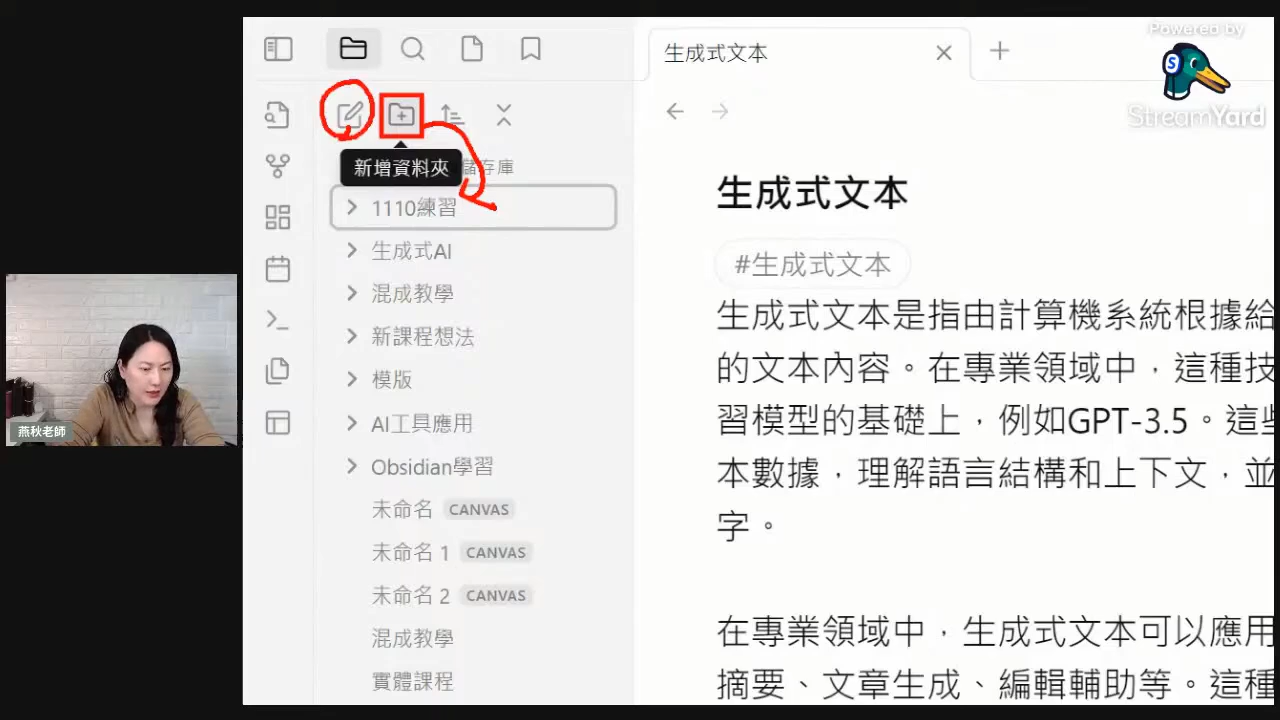 生成式文本
Powered by
StreamYard
新增資料夾
儲存庫
1110練習
生成式AI
混成教學
新課程想法
模版
AI工具應用
Obsidian學習
未命名 CANVAS
未命名 1 CANVAS
未命名 2 CANVAS
混成教學
實體課程
燕秋老師
生成式文本
#生成式文本
生成式文本是指由計算機系統根據給
的文本內容。在專業領域中，這種技
習模型的基礎上，例如GPT-3.5。這些
本數據，理解語言結構和上下文，並
字。
在專業領域中，生成式文本可以應用
摘要、文章生成、編輯輔助等。這種